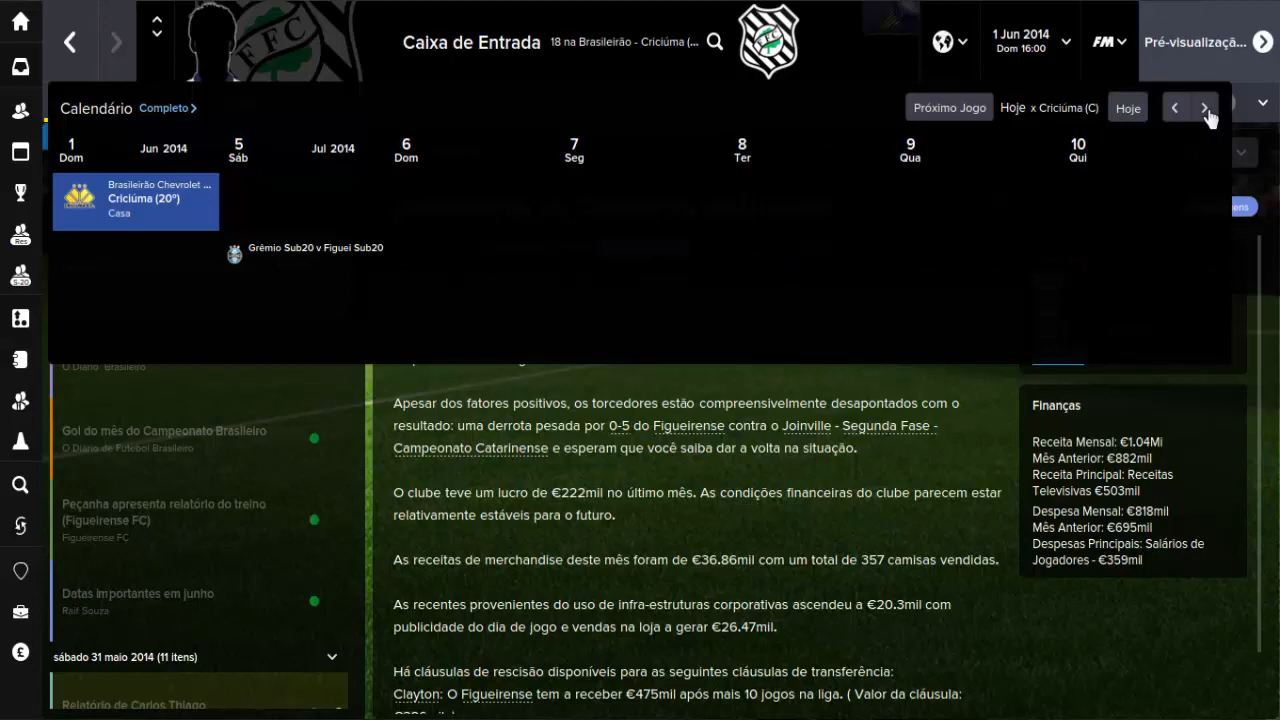 Caixa de Entrada
18 na Brasileirão - Criciúma (...
1 Jun 2014
Dom 16:00
FM
Pré-visualizaçã...
FFC
Calendário
Completo
Próximo Jogo
Hoje x Criciúma (C)
Hoje
1
Dom
Jun 2014
5
Sáb
Jul 2014
6
Dom
7
Seg
8
Ter
9
Qua
10
Qui
Brasileirão Chevrolet ...
Criciúma (20º)
Casa
Grêmio Sub20 v Figuei Sub20
Res
S-20
ens
O Diário Brasileiro
Gol do mês do Campeonato Brasileiro
O Diário de Futebol Brasileiro
Peçanha apresenta relatório do treino
(Figueirense FC)
Figueirense FC
Datas importantes em junho
Raif Souza
sábado 31 maio 2014 (11 itens)
Relatório de Carlos Thiago
Apesar dos fatores positivos, os torcedores estão compreensivelmente desapontados com o
resultado: uma derrota pesada por 0-5 do Figueirense contra o Joinville - Segunda Fase -
Campeonato Catarinense e esperam que você saiba dar a volta na situação.
O clube teve um lucro de €222mil no último mês. As condições financeiras do clube parecem estar
relativamente estáveis para o futuro.
As receitas de merchandise deste mês foram de €36.86mil com um total de 357 camisas vendidas.
As recentes provenientes do uso de infra-estruturas corporativas ascendeu a €20.3mil com
publicidade do dia de jogo e vendas na loja a gerar €26.47mil.
Há cláusulas de rescisão disponíveis para as seguintes cláusulas de transferência:
Clayton: O Figueirense tem a receber €475mil após mais 10 jogos na liga. ( Valor da cláusula:
Finanças
Receita Mensal: €1.04Mi
Mês Anterior: €882mil
Receita Principal: Receitas
Televisivas €503mil
Despesa Mensal: €818mil
Mês Anterior: €695mil
Despesas Principais: Salários de
Jogadores - €359mil